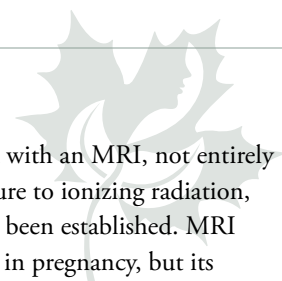 with an MRI, not entirely
ure to ionizing radiation,
been established. MRI
in pregnancy, but its